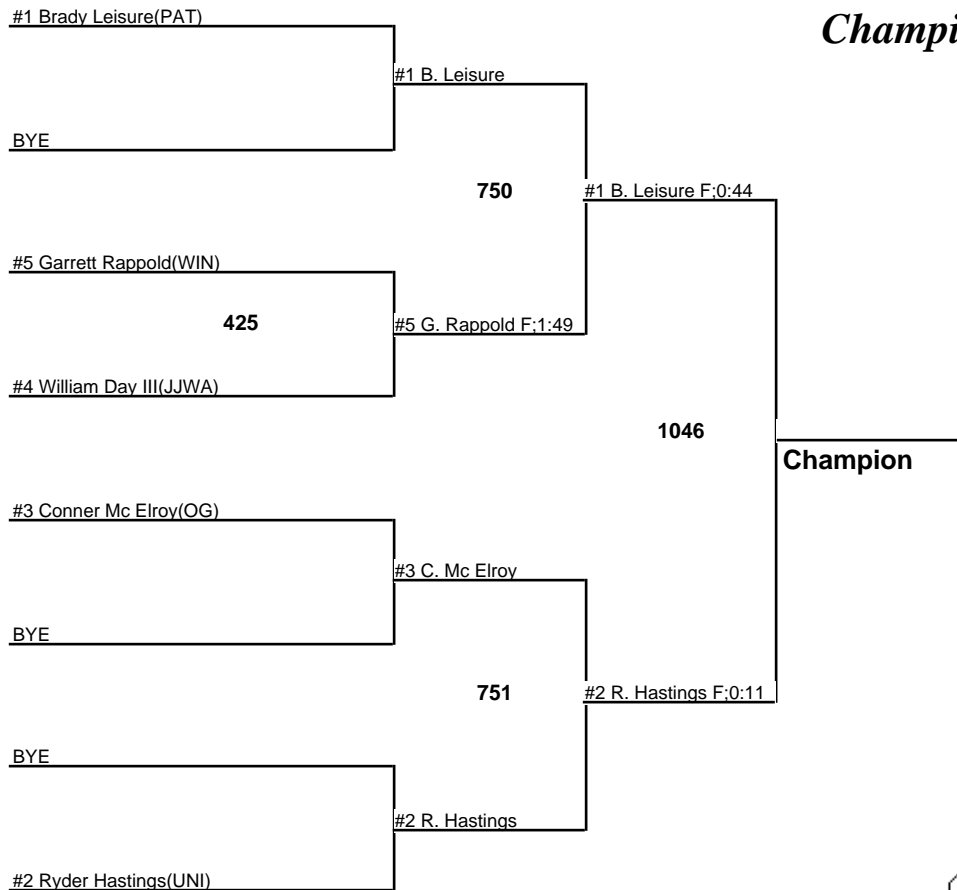 #1 Brady Leisure(PAT)
Champi
#1 B. Leisure
BYE
750
#1 B. Leisure F;0:44
#5 Garrett Rappold(WIN)
425
#5 G. Rappold F;1:49
#4 William Day III(JJWA)
1046
Champion
#3 Conner Mc Elroy(OG)
#3 C. Mc Elroy
BYE
751
#2 R. Hastings F;0:11
BYE
#2 R. Hastings
#2 Ryder Hastings(UNI)